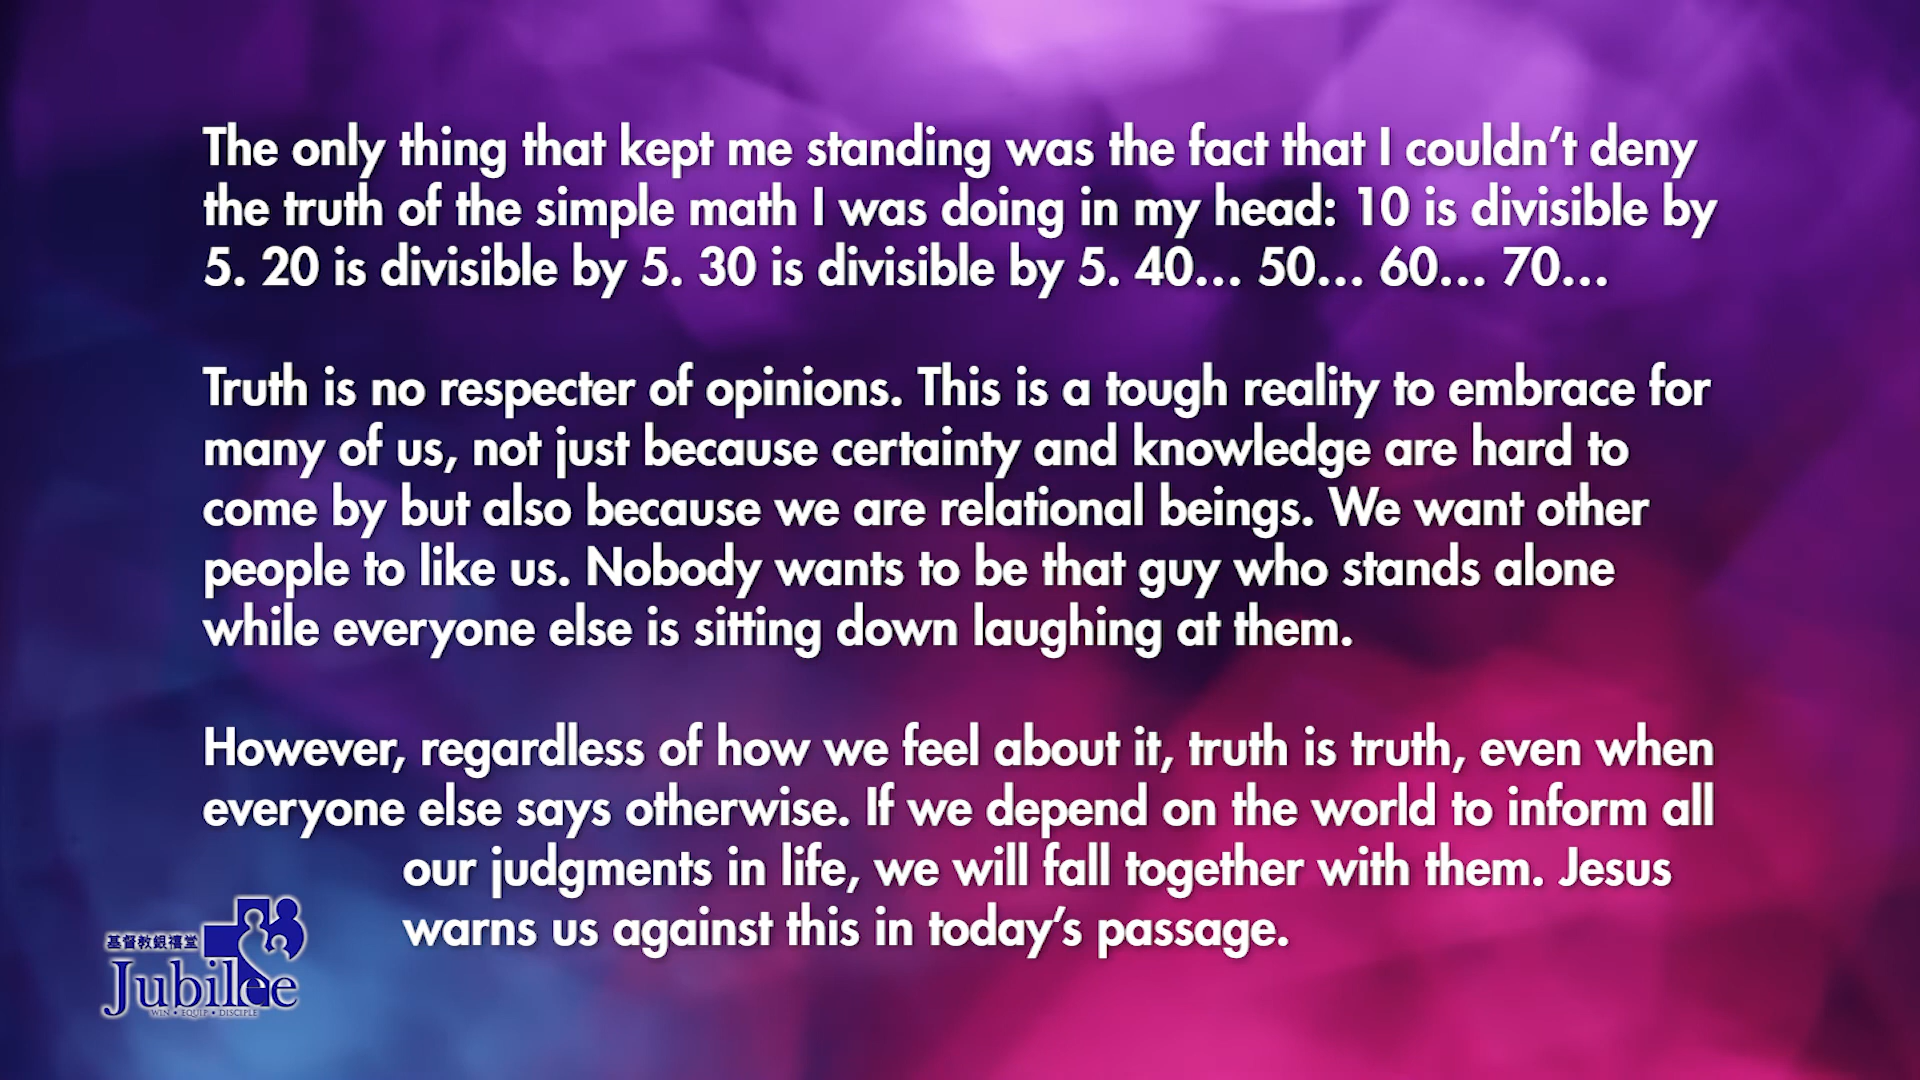 The only thing that kept me standing was the fact that I couldn’t deny
the truth of the simple math I was doing in my head: 10 is divisible by
5. 20 is divisible by 5. 30 is divisible by 5. 40… 50… 60… 70…
Truth is no respecter of opinions. This is a tough reality to embrace for
many of us, not just because certainty and knowledge are hard to
come by but also because we are relational beings. We want other
people to like us. Nobody wants to be that guy who stands alone
while everyone else is sitting down laughing at them.
However, regardless of how we feel about it, truth is truth, even when
everyone else says otherwise. If we depend on the world to inform all
our judgments in life, we will fall together with them. Jesus
warns us against this in today’s passage.
基督教銀禧堂
Jubilee
WIN • EQUIP • DISCIPLE